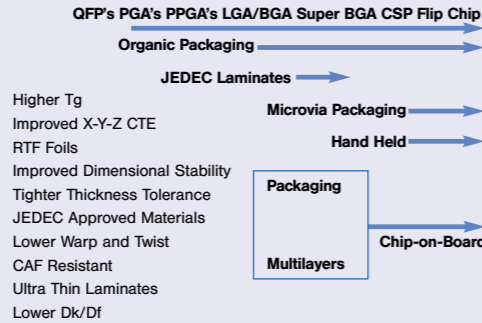 QFP's PGA's PPGA's LGA/BGA Super BGA CSP Flip Chip
Organic Packaging
JEDEC Laminates
Microvia Packaging
Hand Held
Higher Tg
Improved X-Y-Z CTE
RTF Foils
Improved Dimensional Stability
Tighter Thickness Tolerance
JEDEC Approved Materials
Lower Warp and Twist
CAF Resistant
Ultra Thin Laminates
Lower Dk/Df
Packaging
Multilayers
Chip-on-Board